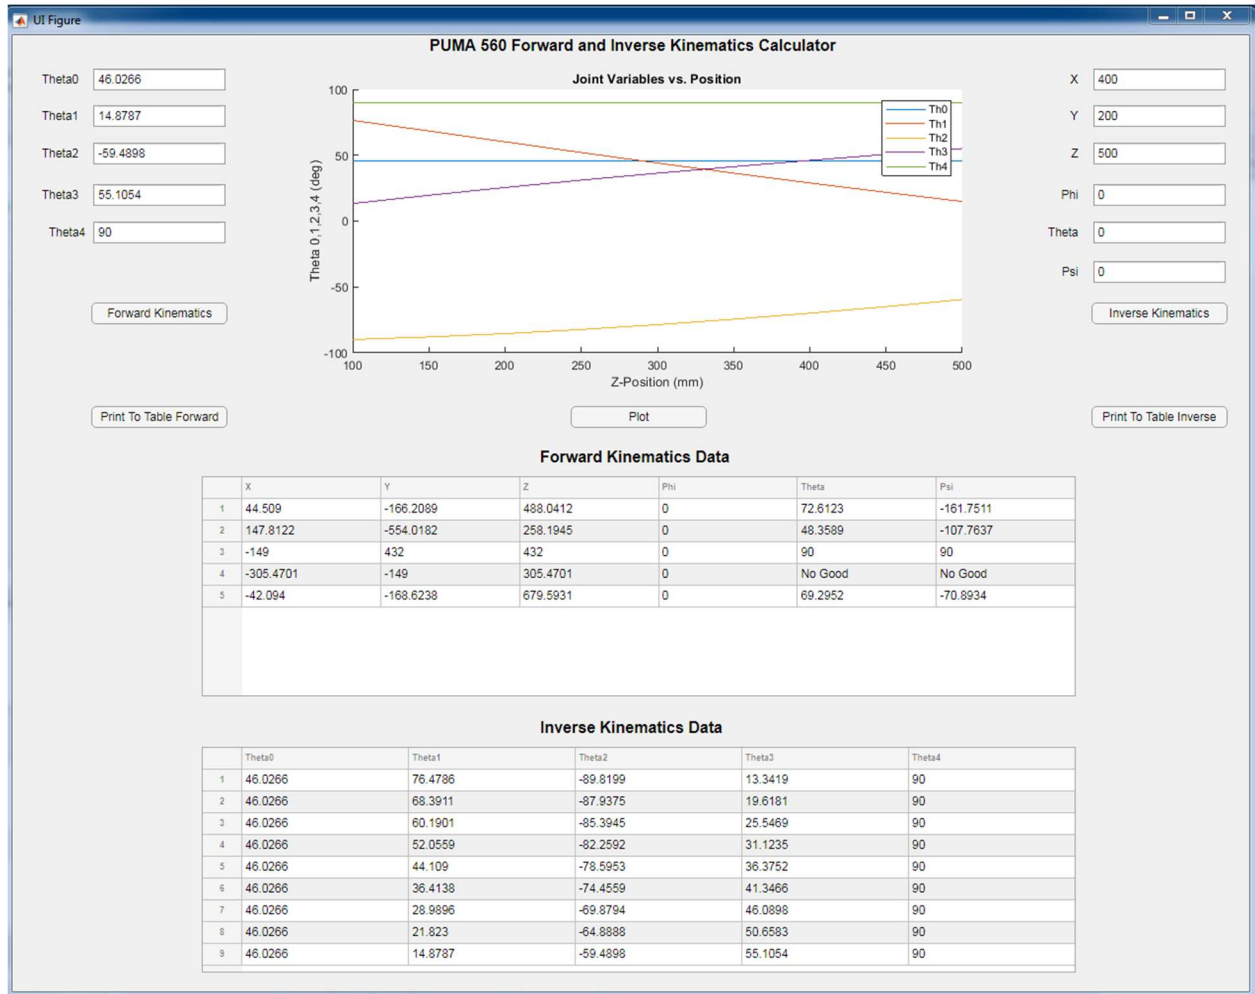 UI Figure
PUMA 560 Forward and Inverse Kinematics Calculator
Theta0 46.0266
Theta1 14.8787
Theta2 -59.4898
Theta3 55.1054
Theta4 90
Forward Kinematics
Print To Table Forward
Joint Variables vs. Position
Theta 0,1,2,3,4 (deg)
100
50
0
-50
-100
100 150 200 250 300 350 400 450 500
Z-Position (mm)
Th0
Th1
Th2
Th3
Th4
Plot
X 400
Y 200
Z 500
Phi 0
Theta 0
Psi 0
Inverse Kinematics
Print To Table Inverse
Forward Kinematics Data
X Y Z Phi Theta Psi
1 44.509 -166.2089 488.0412 0 72.6123 -161.7511
2 147.8122 -554.0182 258.1945 0 48.3589 -107.7637
3 -149 432 432 0 90 90
4 -305.4701 -149 305.4701 0 No Good No Good
5 -42.094 -168.6238 679.5931 0 69.2952 -70.8934
Inverse Kinematics Data
Theta0 Theta1 Theta2 Theta3 Theta4
1 46.0266 76.4786 -89.8199 13.3419 90
2 46.0266 68.3911 -87.9375 19.6181 90
3 46.0266 60.1901 -85.3945 25.5469 90
4 46.0266 52.0559 -82.2592 31.1235 90
5 46.0266 44.109 -78.5953 36.3752 90
6 46.0266 36.4138 -74.4559 41.3466 90
7 46.0266 28.9896 -69.8794 46.0898 90
8 46.0266 21.823 -64.8888 50.6583 90
9 46.0266 14.8787 -59.4898 55.1054 90